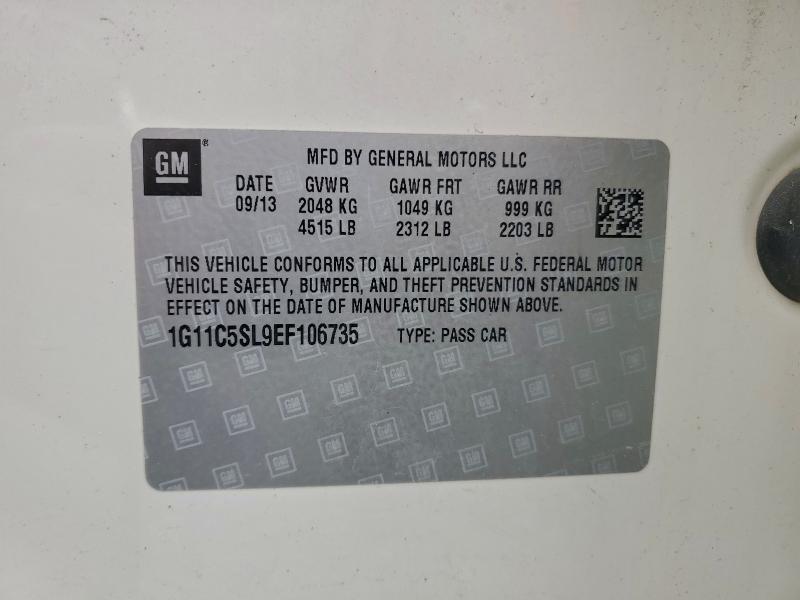 GM®
MFD BY GENERAL MOTORS LLC
DATE GVWR GAWR FRT GAWR RR
09/13 2048 KG 1049 KG 999 KG
4515 LB 2312 LB 2203 LB
THIS VEHICLE CONFORMS TO ALL APPLICABLE U.S. FEDERAL MOTOR
VEHICLE SAFETY, BUMPER, AND THEFT PREVENTION STANDARDS IN
EFFECT ON THE DATE OF MANUFACTURE SHOWN ABOVE.
1G11C5SL9EF106735 TYPE: PASS CAR